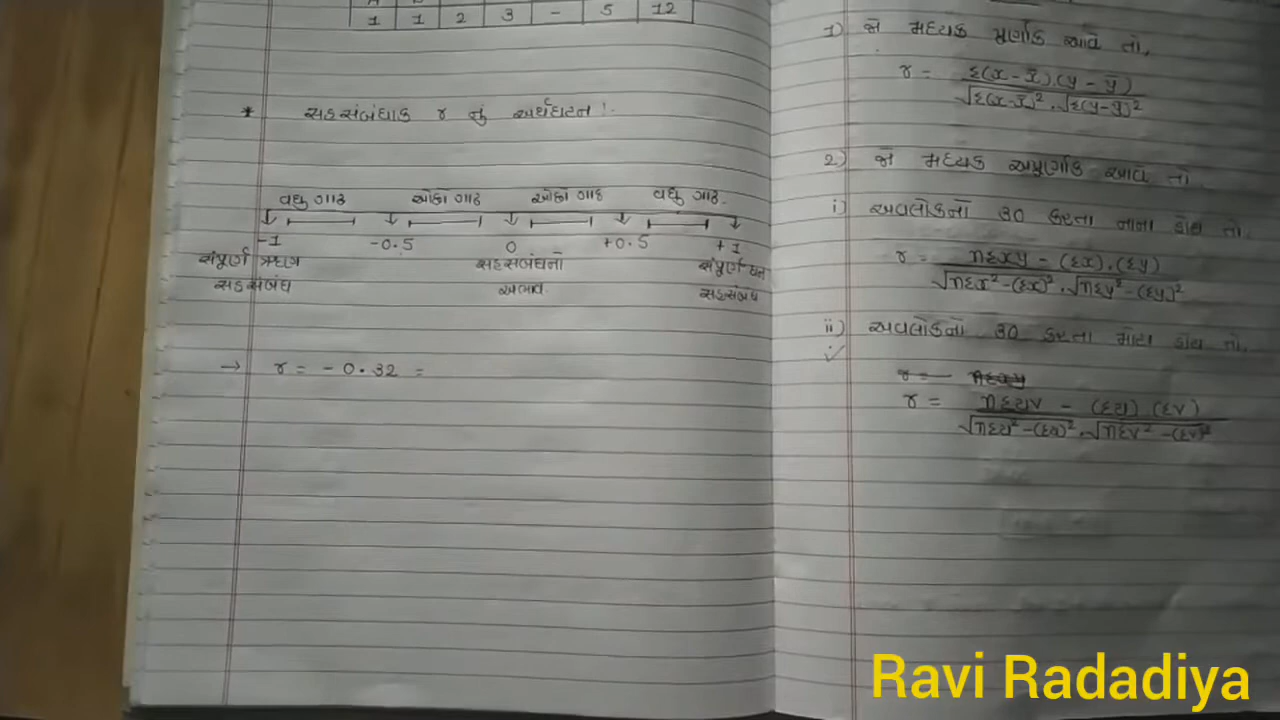 1 1 2 3 - 5 12
* સહસંબંધાંક r નું અર્થઘટન :-
વધુ ગાઢ ઓછો ગાઢ ઓછો ગાઢ વધુ ગાઢ
-1 -0.5 0 +0.5 +1
સંપૂર્ણ ઋણ સહસંબંધનો સંપૂર્ણ ધન
સહસંબંધ અભાવ સહસંબંધ
→ r = - 0.32 =
1) જો મધ્યક પુર્ણાંક આવે તો,
r = Σ(x - x̄).(y - ȳ) / √Σ(x-x̄)² . √Σ(y-ȳ)²
2) જો મધ્યક અપુર્ણાંક આવે તો
i) અવલોકનો 30 કરતા નાના હોય તો.
r = nΣxy - (Σx).(Σy) / √nΣx² - (Σx)² . √nΣy² - (Σy)²
ii) અવલોકનો 30 કરતા મોટા હોય તો.
r = nΣuv - (Σu) (Σv) / √nΣu² - (Σu)² . √nΣv² - (Σv)²
Ravi Radadiya